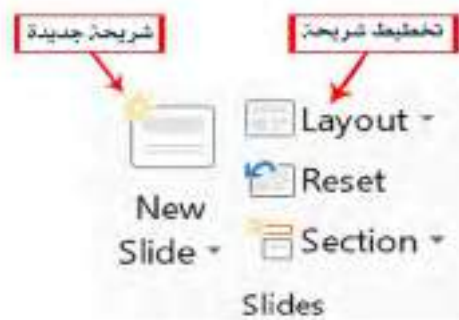 شريحة جديدة
تخطيط شريحة
New
Slide
Layout
Reset
Section
Slides